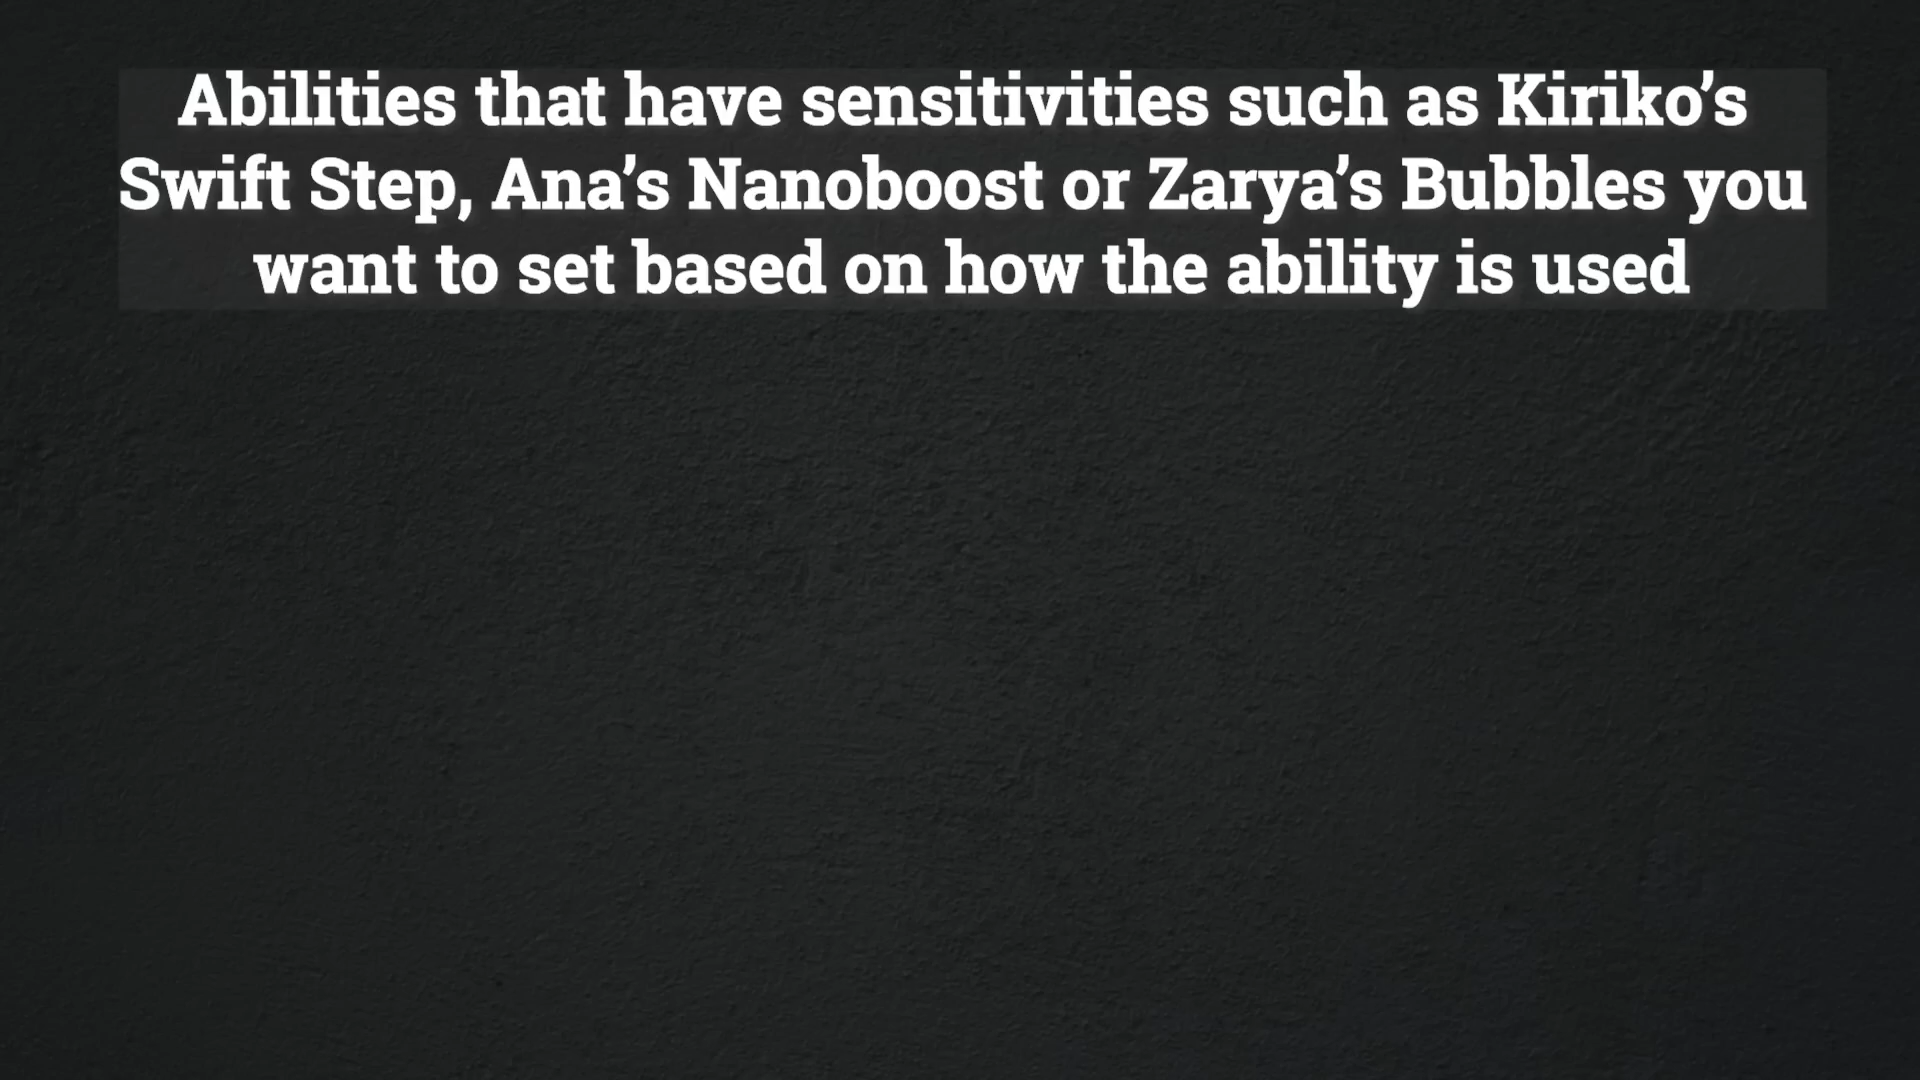 Abilities that have sensitivities such as Kiriko’s
Swift Step, Ana’s Nanoboost or Zarya’s Bubbles you
want to set based on how the ability is used